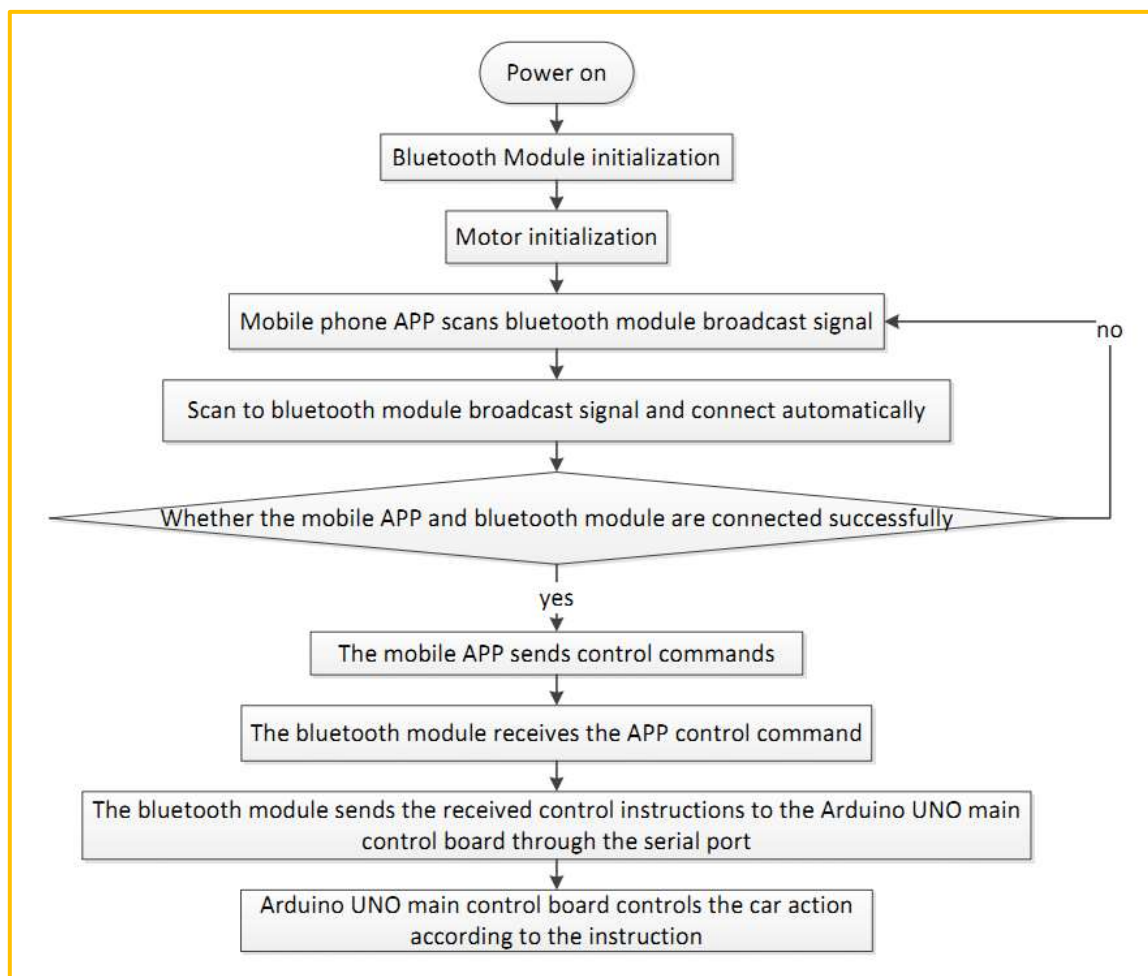 Power on
Bluetooth Module initialization
Motor initialization
Mobile phone APP scans bluetooth module broadcast signal
no
Scan to bluetooth module broadcast signal and connect automatically
Whether the mobile APP and bluetooth module are connected successfully
yes
The mobile APP sends control commands
The bluetooth module receives the APP control command
The bluetooth module sends the received control instructions to the Arduino UNO main
control board through the serial port
Arduino UNO main control board controls the car action
according to the instruction